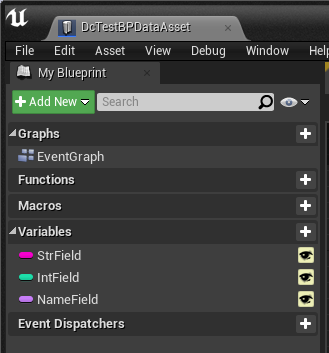 DcTestBPDataAsset
File Edit Asset View Debug Window
My Blueprint
Add New Search
Graphs
EventGraph
Functions
Macros
Variables
StrField
IntField
NameField
Event Dispatchers